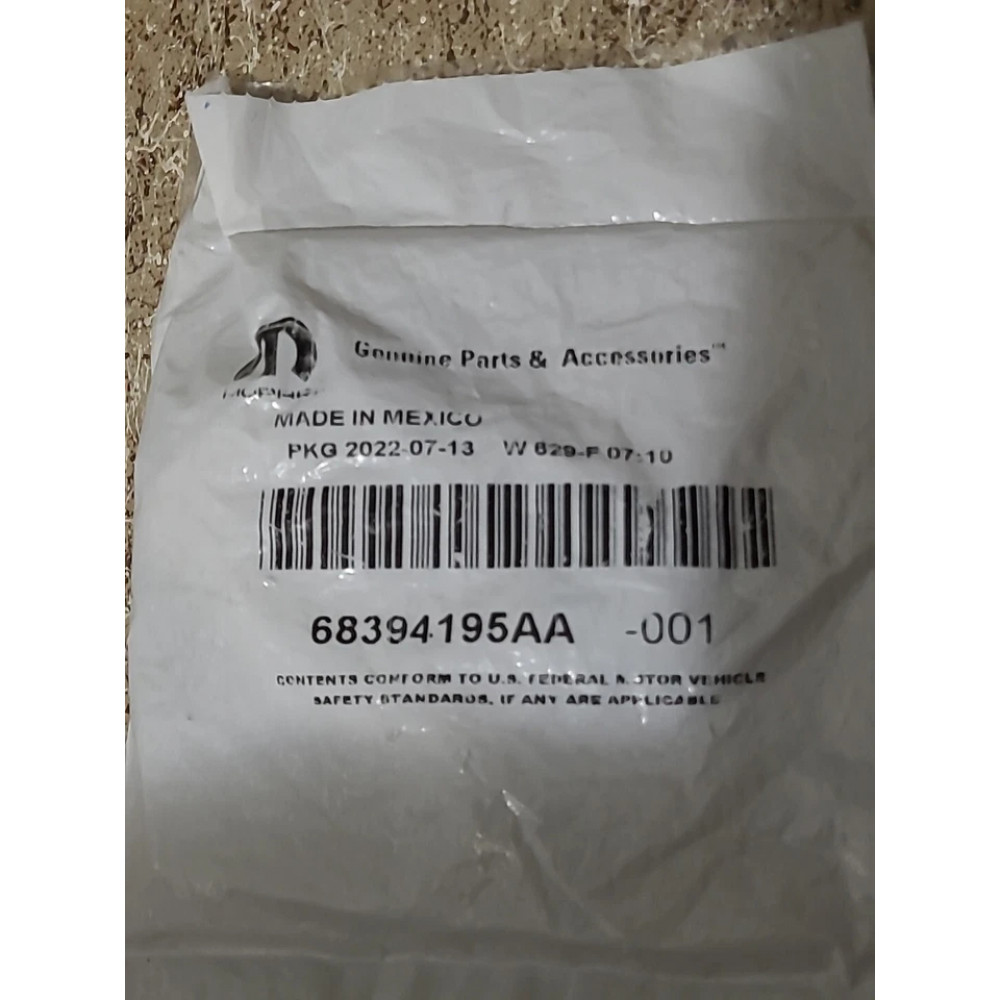 MOPAR
Genuine Parts & Accessories™
MADE IN MEXICO
PKG 2022-07-13 W 629-F 07:10
68394195AA -001
CONTENTS CONFORM TO U.S. FEDERAL MOTOR VEHICLE
SAFETY STANDARDS, IF ANY ARE APPLICABLE